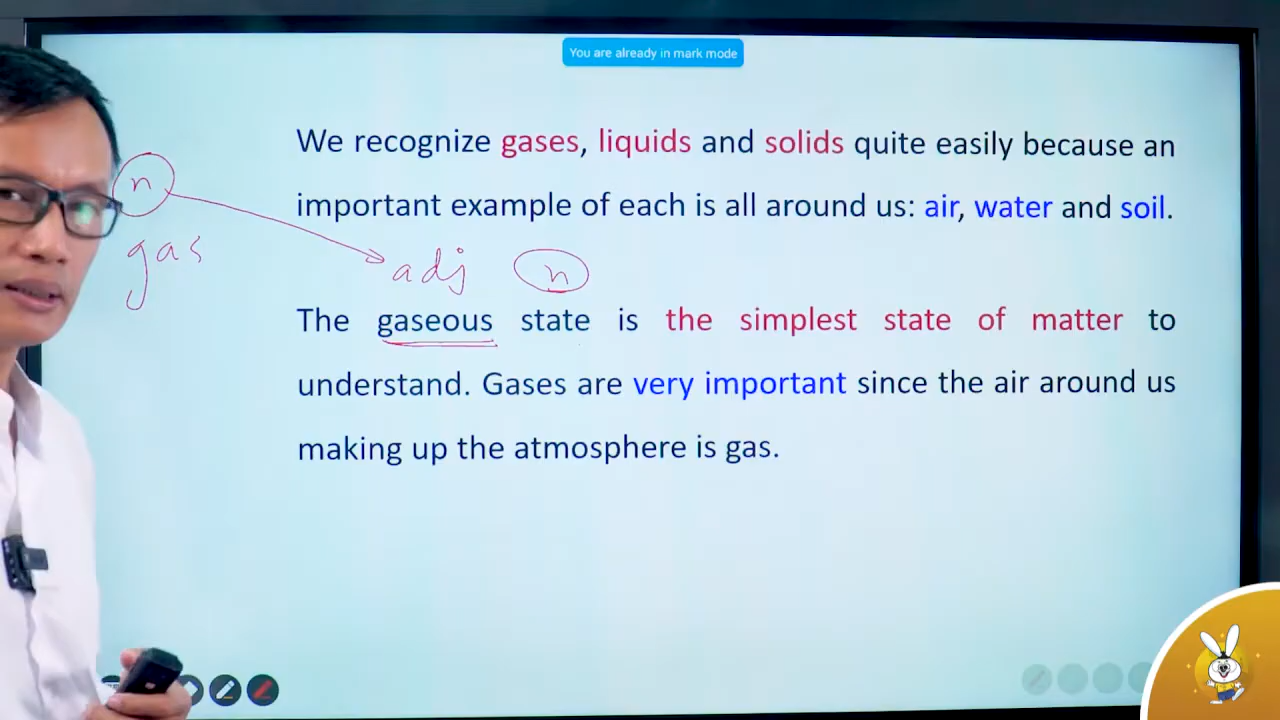 You are already in mark mode
We recognize gases, liquids and solids quite easily because an
n
important example of each is all around us: air, water and soil.
gas
adj n
The gaseous state is the simplest state of matter to
understand. Gases are very important since the air around us
making up the atmosphere is gas.